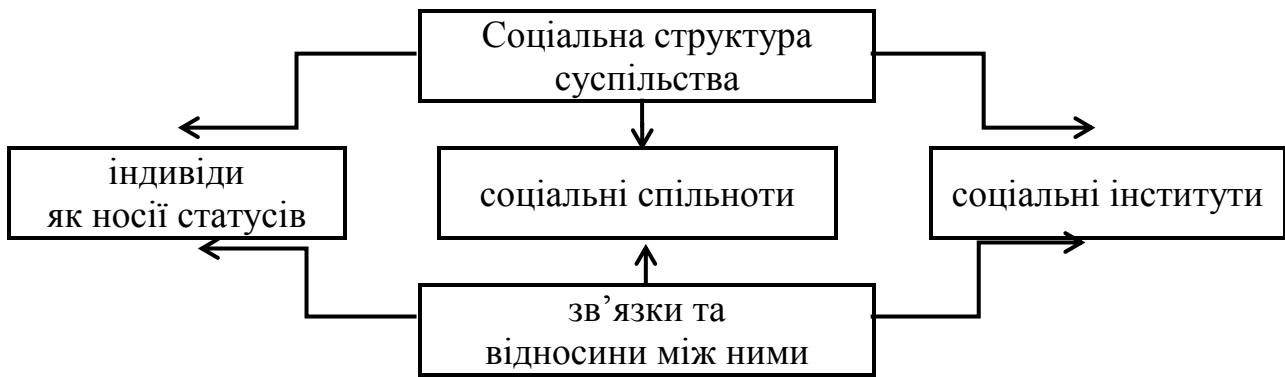 Соціальна структура
суспільства
індивіди
як носії статусів
соціальні спільноти
соціальні інститути
зв’язки та
відносини між ними